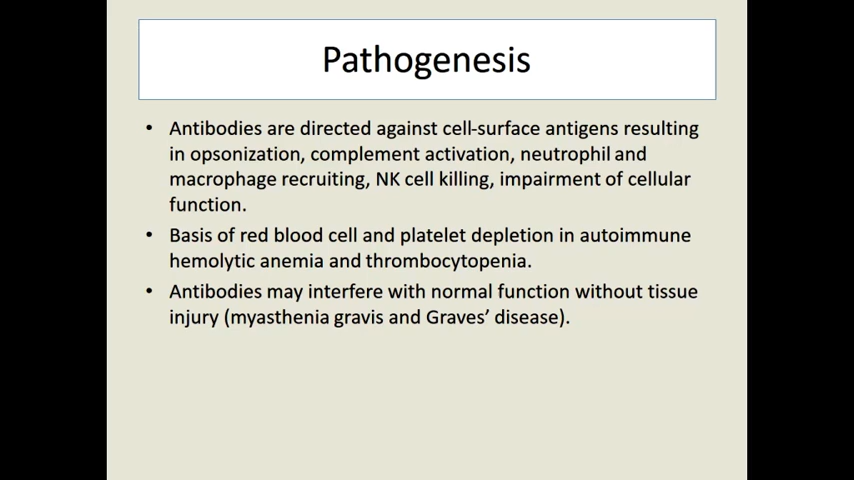 Pathogenesis
• Antibodies are directed against cell-surface antigens resulting
in opsonization, complement activation, neutrophil and
macrophage recruiting, NK cell killing, impairment of cellular
function.
• Basis of red blood cell and platelet depletion in autoimmune
hemolytic anemia and thrombocytopenia.
• Antibodies may interfere with normal function without tissue
injury (myasthenia gravis and Graves’ disease).